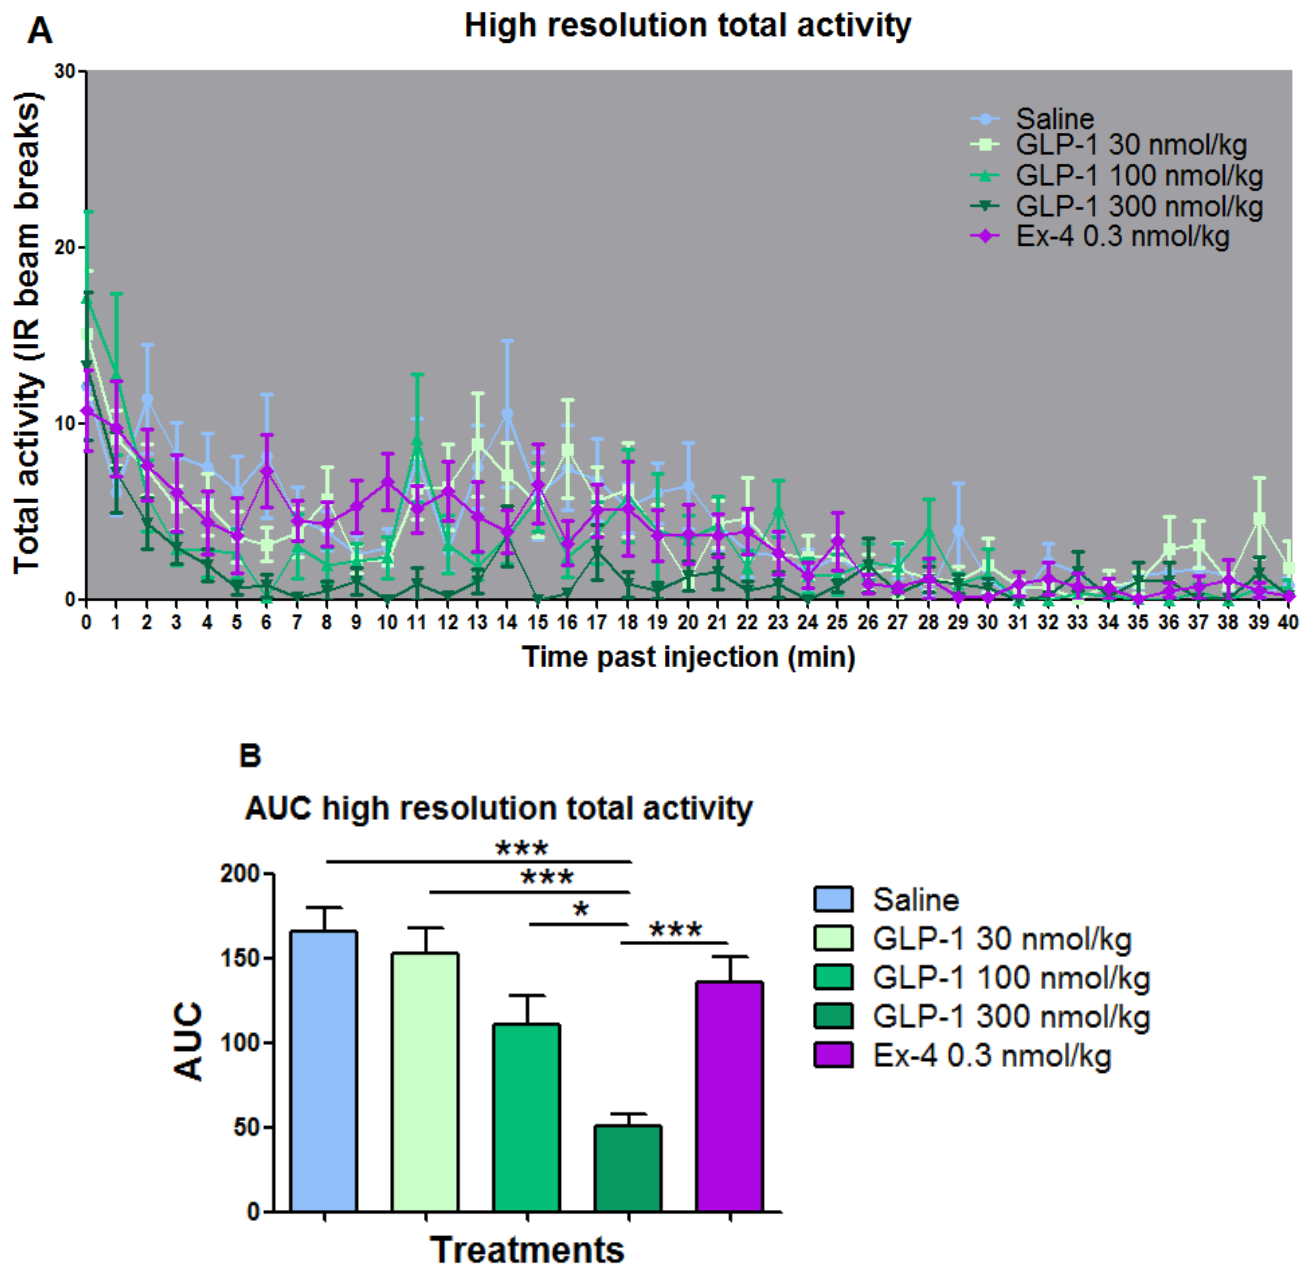 A
High resolution total activity
Total activity (IR beam breaks)
30
20
10
0
Saline
GLP-1 30 nmol/kg
GLP-1 100 nmol/kg
GLP-1 300 nmol/kg
Ex-4 0.3 nmol/kg
0 1 2 3 4 5 6 7 8 9 10 11 12 13 14 15 16 17 18 19 20 21 22 23 24 25 26 27 28 29 30 31 32 33 34 35 36 37 38 39 40
Time past injection (min)
B
AUC high resolution total activity
***
***
*
***
AUC
200
150
100
50
0
Treatments
Saline
GLP-1 30 nmol/kg
GLP-1 100 nmol/kg
GLP-1 300 nmol/kg
Ex-4 0.3 nmol/kg